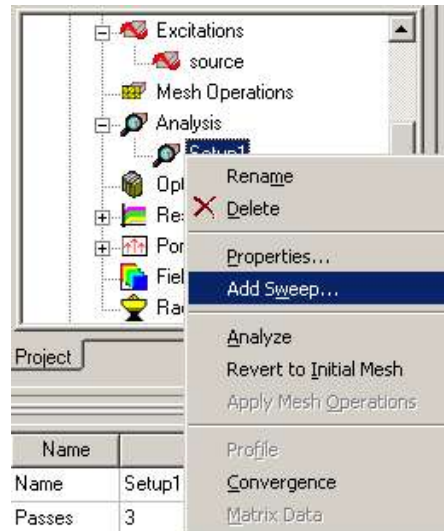 Excitations
source
Mesh Operations
Analysis
Setup1
Rename
Delete
Properties...
Add Sweep...
Analyze
Revert to Initial Mesh
Apply Mesh Operations
Profile
Convergence
Matrix Data
Project
Name
Name Setup1
Passes 3